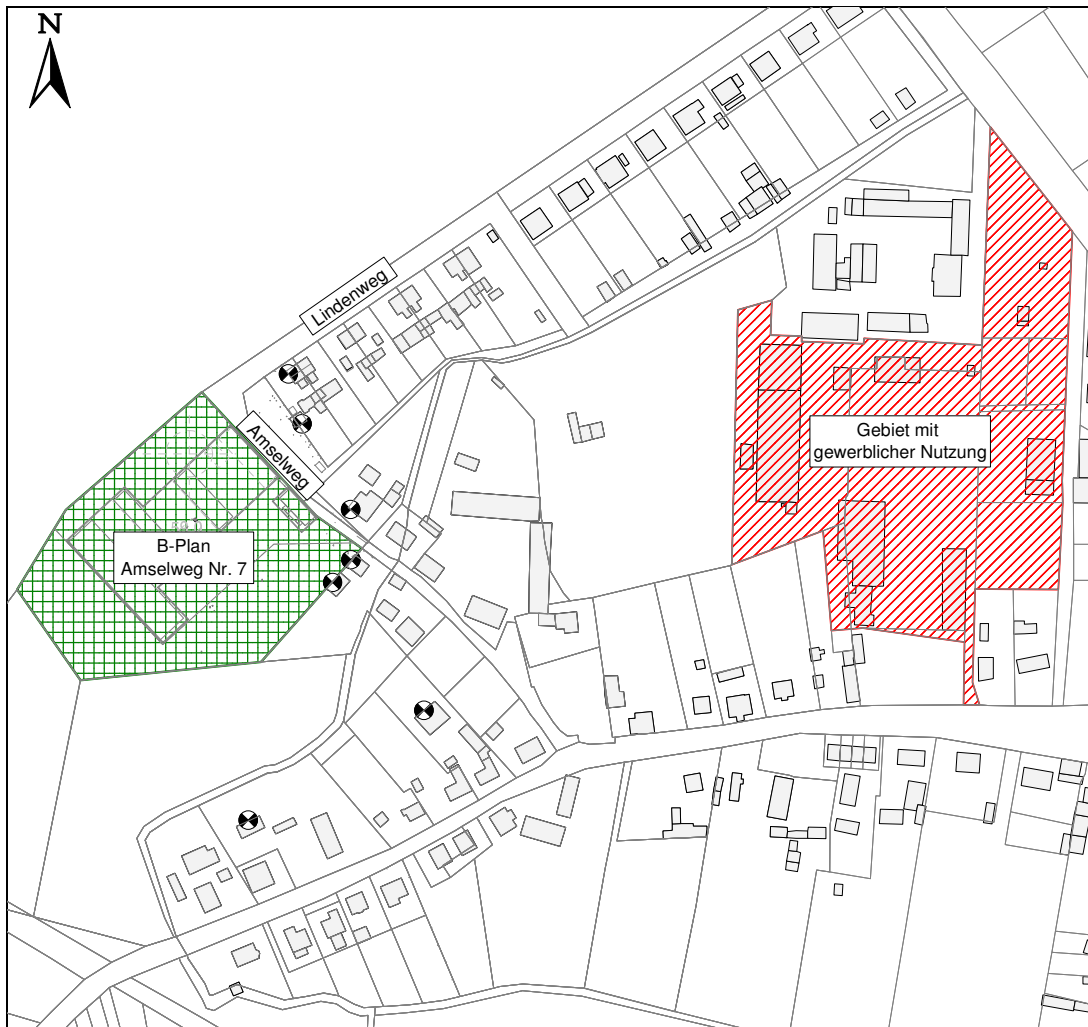 N
Lindenweg
Amselweg
Gebiet mit
gewerblicher Nutzung
B-Plan
Amselweg Nr. 7